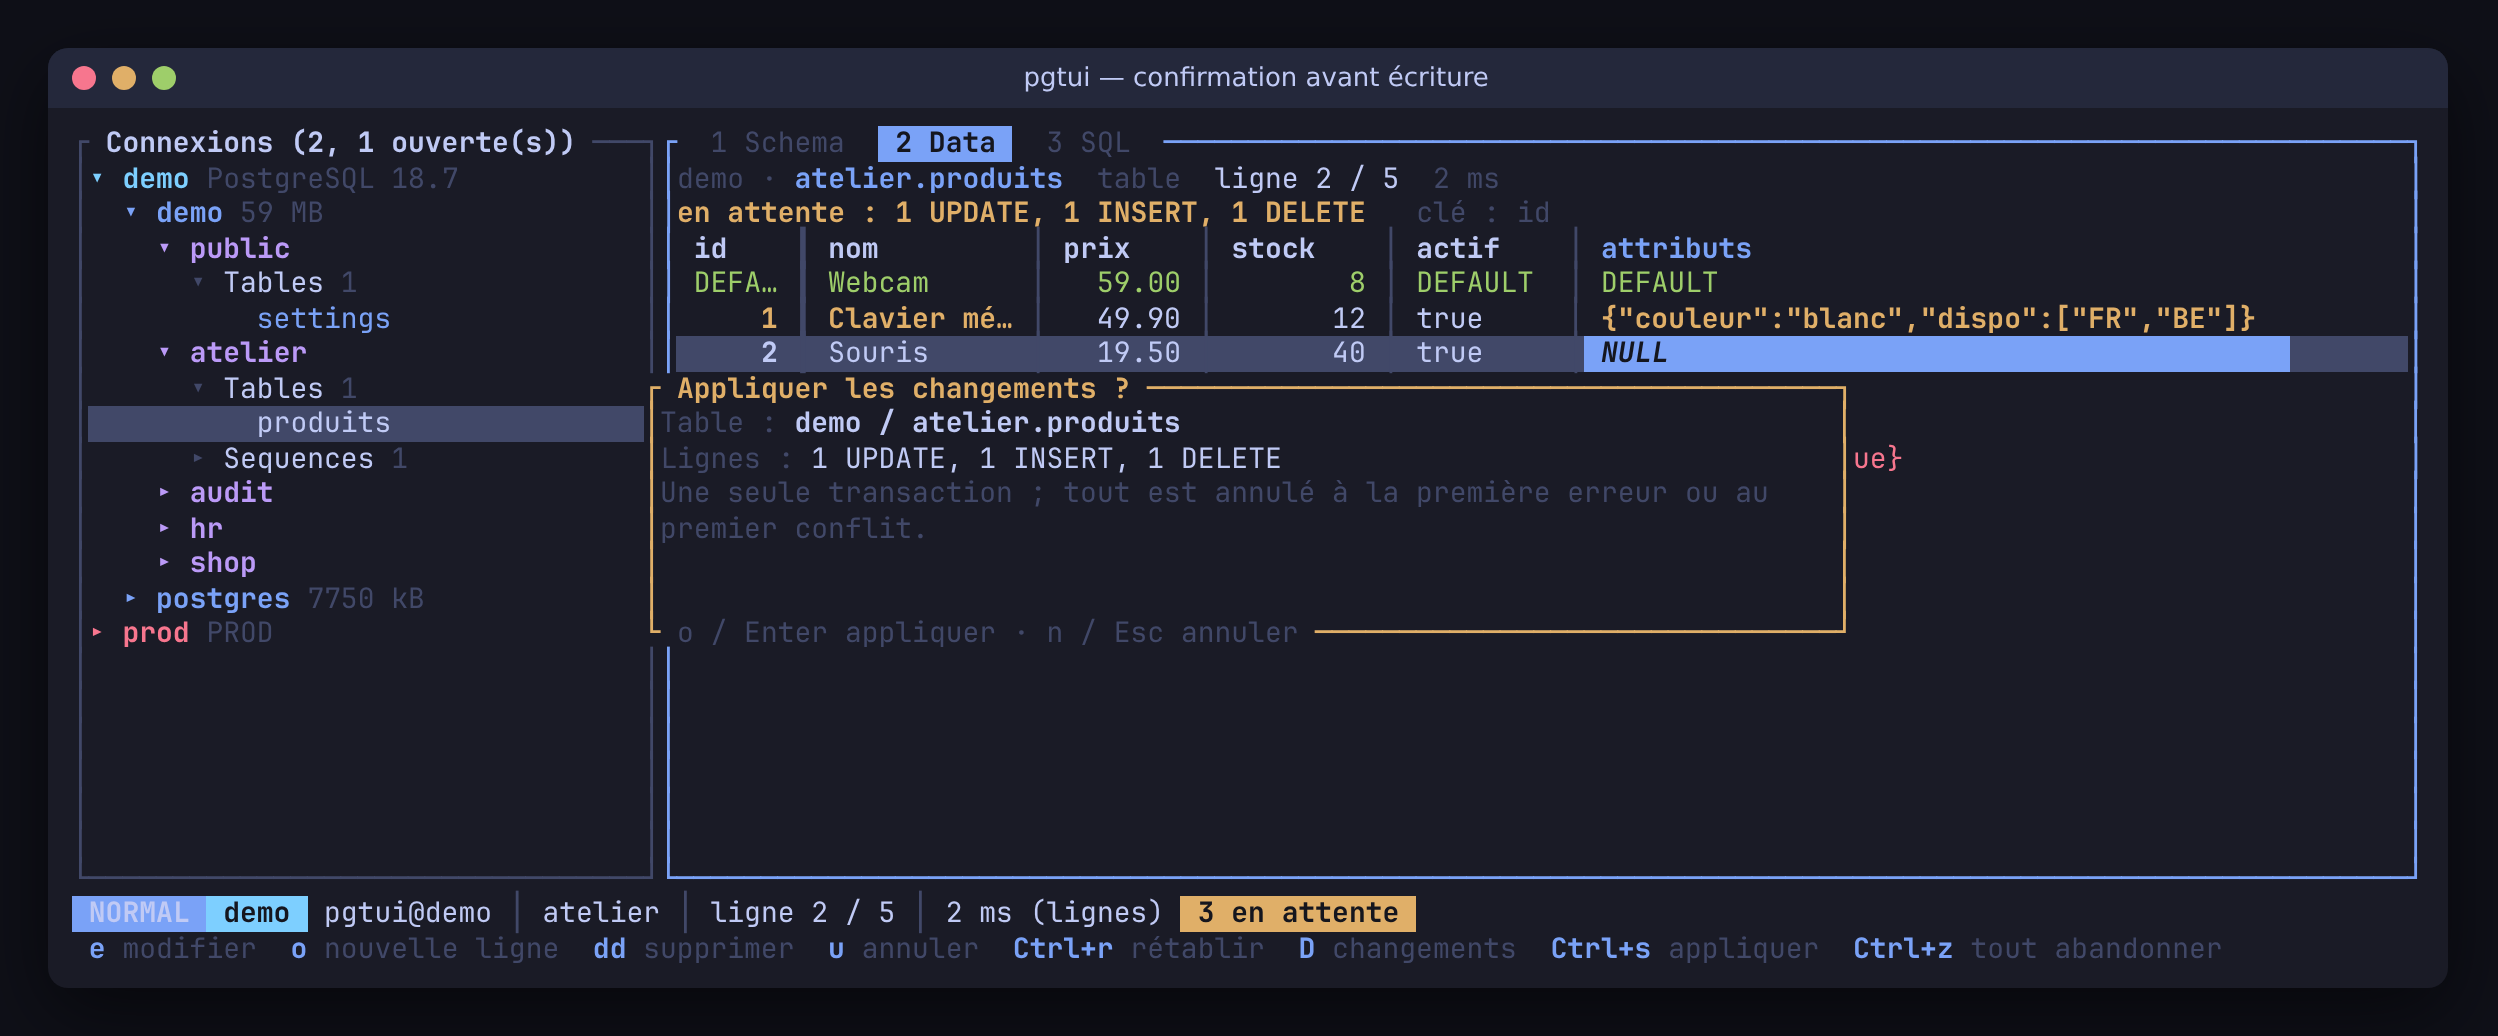 pgtui — confirmation avant écriture
Connexions (2, 1 ouverte(s))
▾ demo PostgreSQL 18.7
▾ demo 59 MB
▾ public
▾ Tables 1
settings
▾ atelier
▾ Tables 1
produits
▸ Sequences 1
▸ audit
▸ hr
▸ shop
▸ postgres 7750 kB
▸ prod PROD
1 Schema 2 Data 3 SQL
demo · atelier.produits table ligne 2 / 5 2 ms
en attente : 1 UPDATE, 1 INSERT, 1 DELETE clé : id
id nom prix stock actif attributs
DEFA… Webcam 59.00 8 DEFAULT DEFAULT
1 Clavier mé… 49.90 12 true {"couleur":"blanc","dispo":["FR","BE"]}
2 Souris 19.50 40 true NULL
Appliquer les changements ?
Table : demo / atelier.produits
Lignes : 1 UPDATE, 1 INSERT, 1 DELETE
ue}
Une seule transaction ; tout est annulé à la première erreur ou au
premier conflit.
o / Enter appliquer · n / Esc annuler
NORMAL demo pgtui@demo │ atelier │ ligne 2 / 5 │ 2 ms (lignes) 3 en attente
e modifier o nouvelle ligne dd supprimer u annuler Ctrl+r rétablir D changements Ctrl+s appliquer Ctrl+z tout abandonner